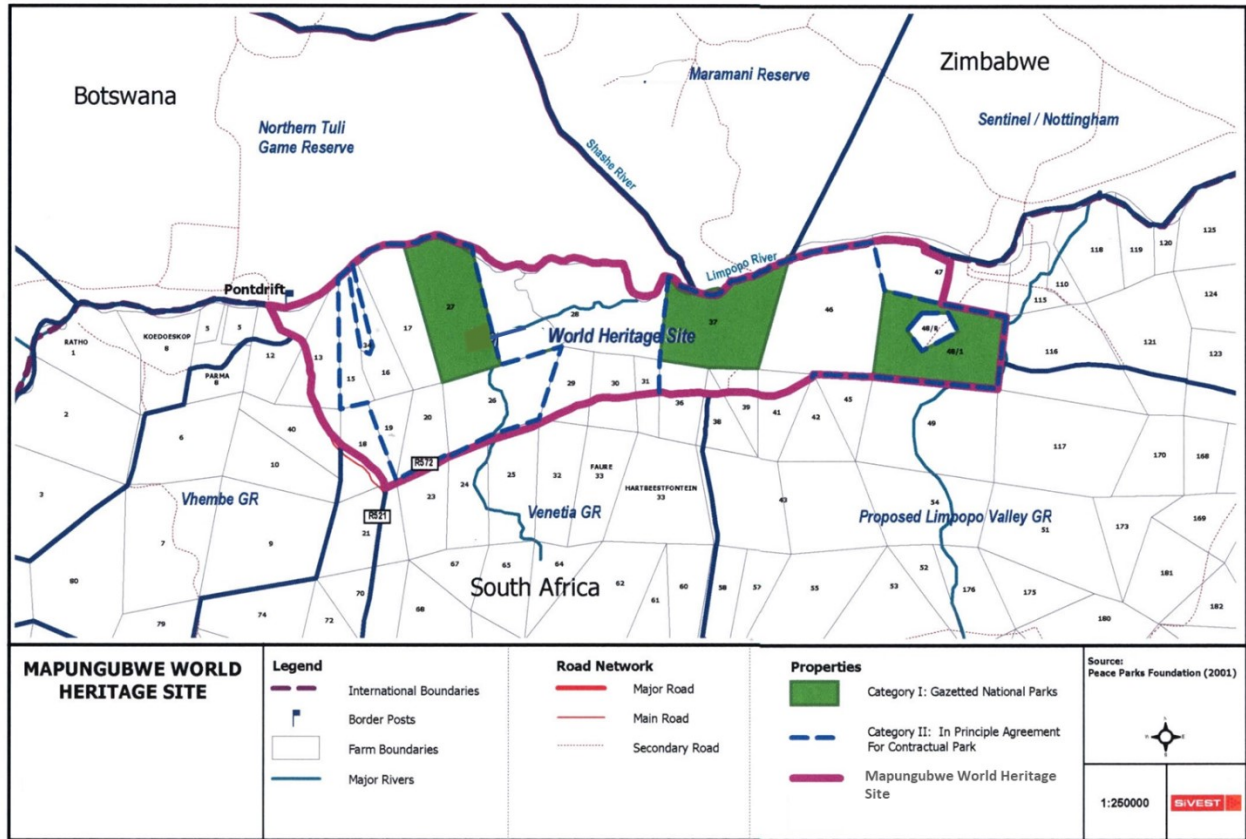 Botswana
Zimbabwe
Maramani Reserve
Northern Tuli
Game Reserve
Sentinel / Nottingham
Shashe River
Limpopo River
Pontdrift
World Heritage Site
RATHO
1
KOEDOESKOP
8
5
5
PARMA
8
12
13
14
15
16
17
27
28
37
46
47
48/R
48/1
118
119
120
125
110
115
124
116
121
123
2
6
40
10
18
19
20
26
29
30
31
36
38
39
41
42
45
49
117
170
168
3
7
9
21
23
24
25
32
FAURE
33
HARTBEESTFONTEIN
33
43
54
51
173
169
R572
R521
Vhembe GR
Venetia GR
Proposed Limpopo Valley GR
South Africa
80
79
74
72
70
68
67
65
64
62
61
60
58
57
55
53
52
176
175
180
181
182
MAPUNGUBWE WORLD
HERITAGE SITE
Legend
International Boundaries
Border Posts
Farm Boundaries
Major Rivers
Road Network
Major Road
Main Road
Secondary Road
Properties
Category I: Gazetted National Parks
Category II: In Principle Agreement
For Contractual Park
Mapungubwe World Heritage
Site
Source:
Peace Parks Foundation (2001)
1:250000
SiVEST